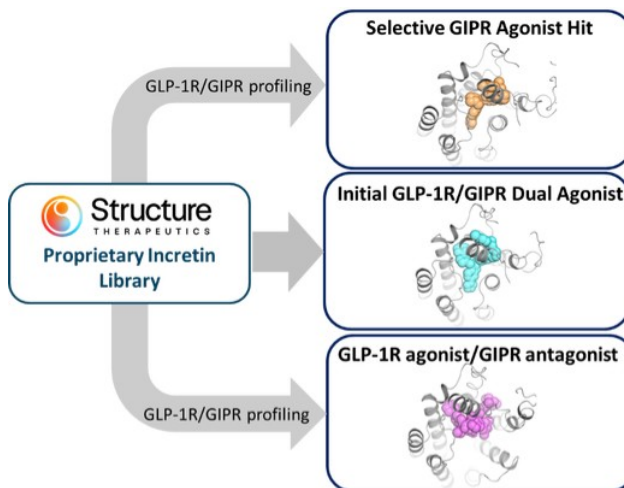 Selective GIPR Agonist Hit
GLP-1R/GIPR profiling
Structure
THERAPEUTICS
Proprietary Incretin
Library
Initial GLP-1R/GIPR Dual Agonist
GLP-1R agonist/GIPR antagonist
GLP-1R/GIPR profiling